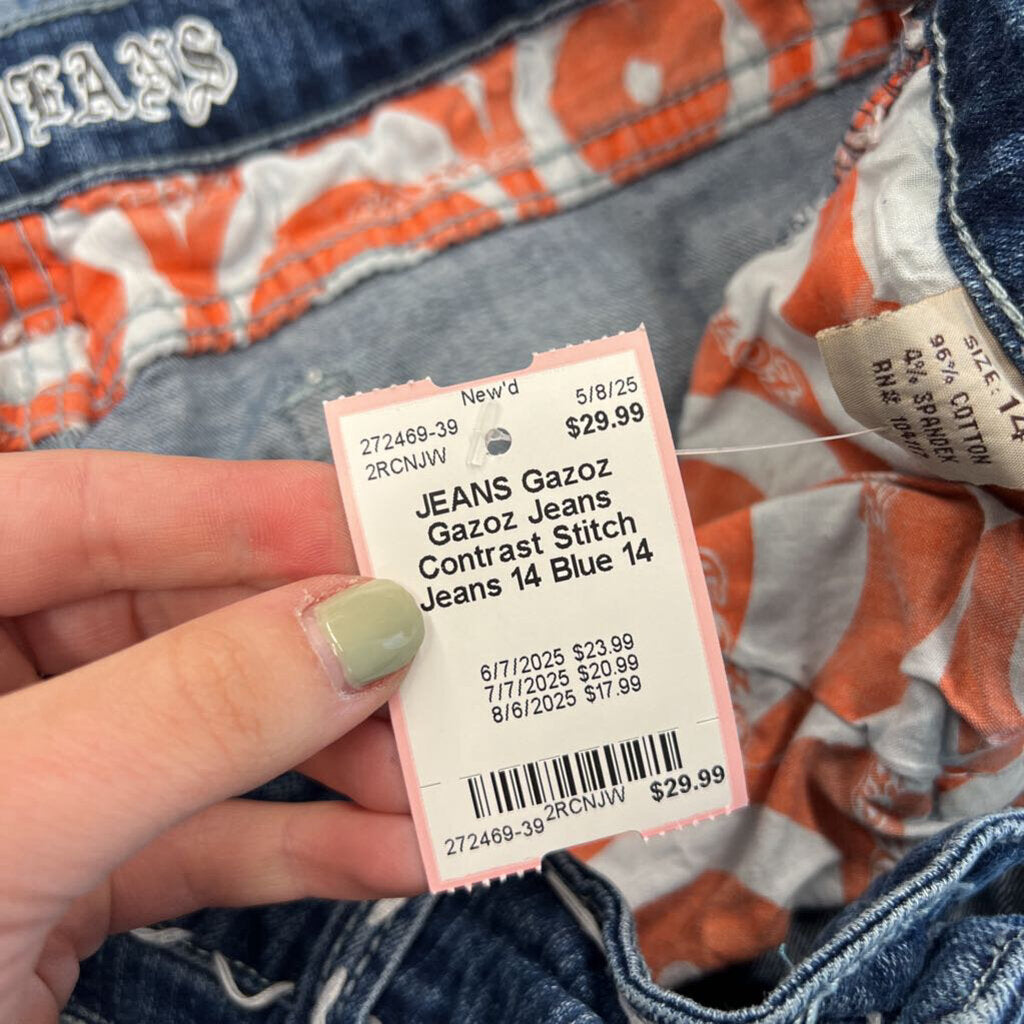 JEANS
New'd
5/8/25
272469-39
$29.99
2RCNJW
JEANS Gazoz
Gazoz Jeans
Contrast Stitch
Jeans 14 Blue 14
6/7/2025 $23.99
7/7/2025 $20.99
8/6/2025 $17.99
272469-39 2RCNJW $29.99
SIZE: 14
96% COTTON
4% SPANDEX
RN#